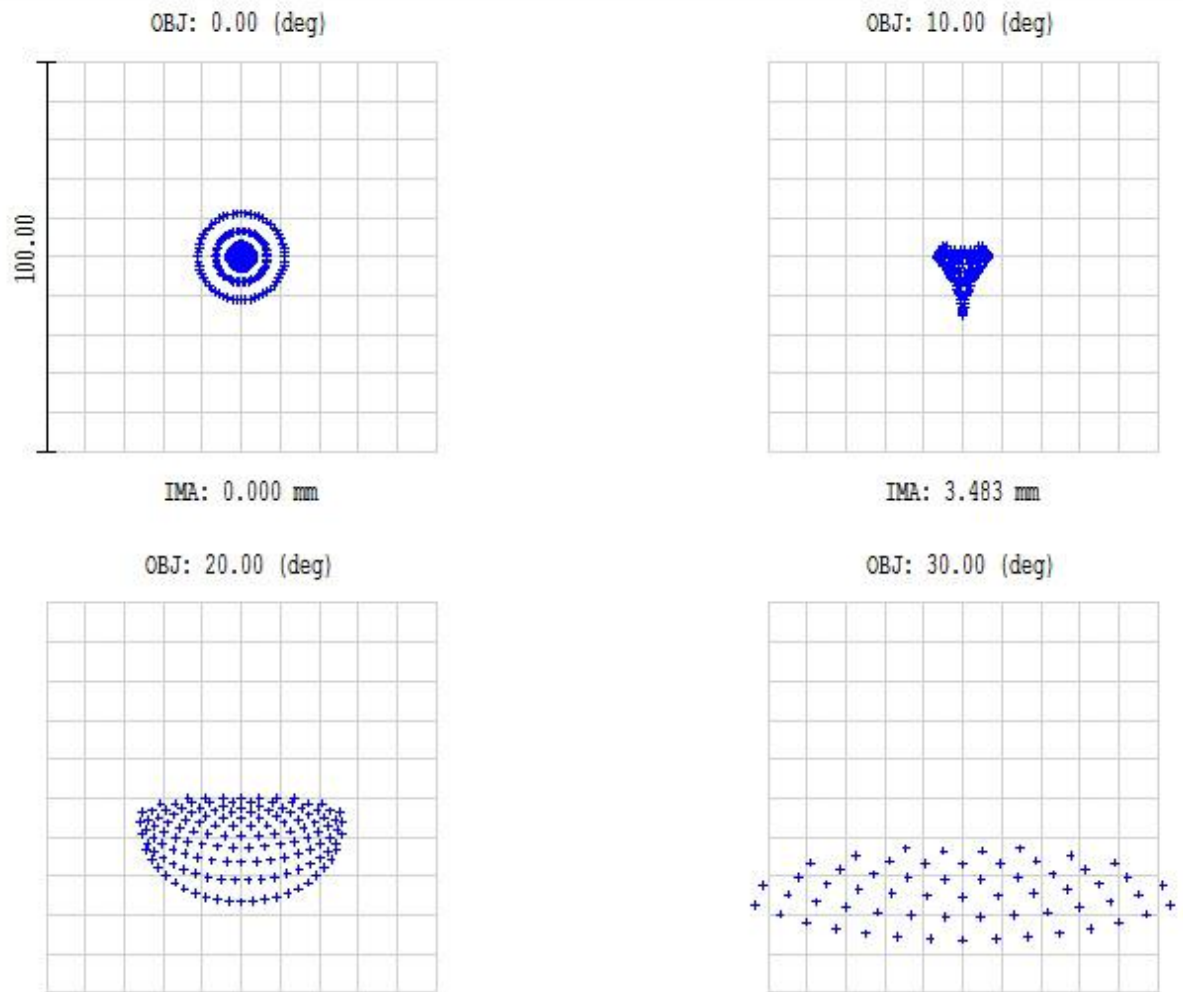 OBJ: 0.00 (deg)
OBJ: 10.00 (deg)
100.00
IMA: 0.000 mm
IMA: 3.483 mm
OBJ: 20.00 (deg)
OBJ: 30.00 (deg)